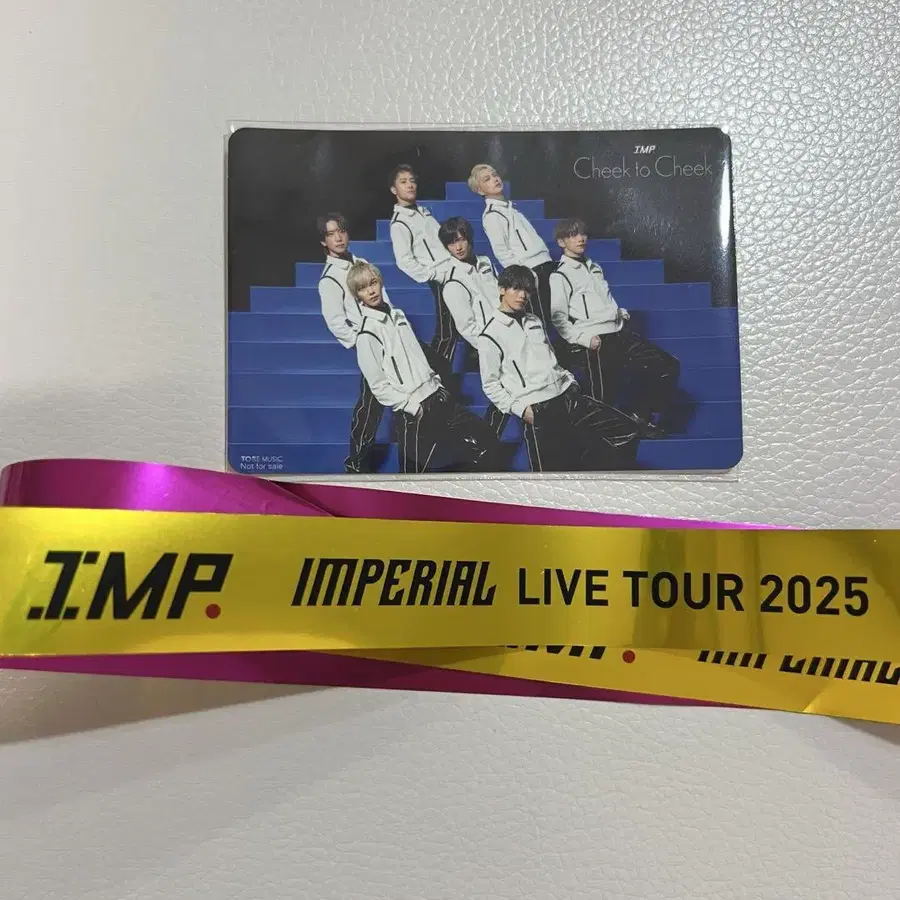 IMP.
Cheek to Cheek
TOBE MUSIC
Not for sale
IMP. IMPERIAL LIVE TOUR 2025